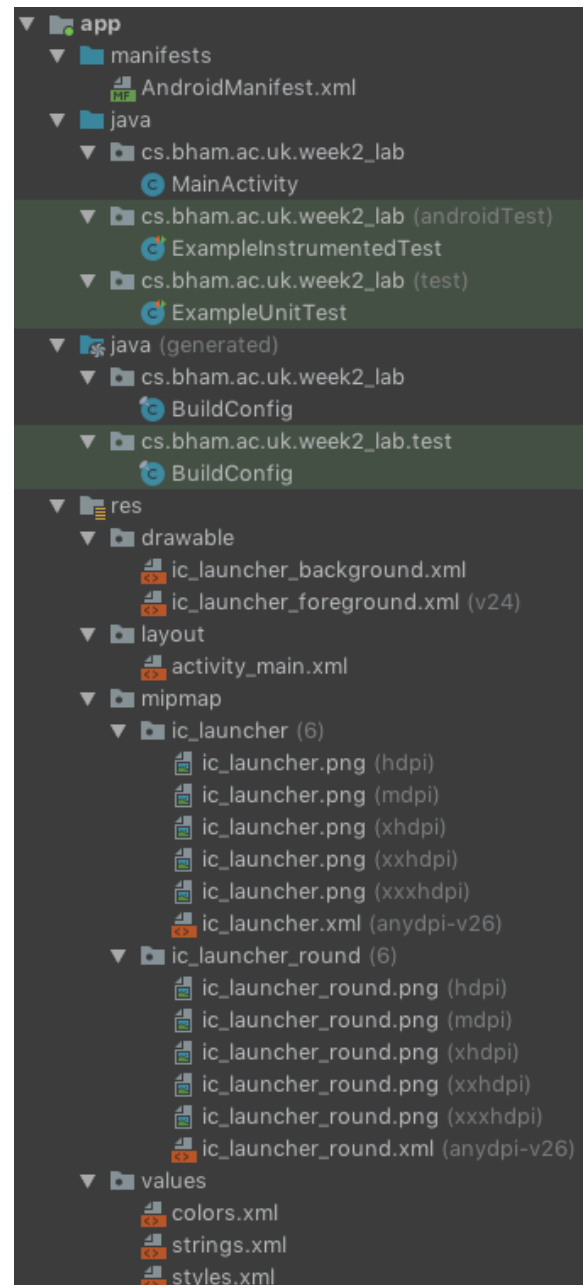 app
manifests
MF AndroidManifest.xml
java
cs.bham.ac.uk.week2_lab
C MainActivity
cs.bham.ac.uk.week2_lab (androidTest)
C ExampleInstrumentedTest
cs.bham.ac.uk.week2_lab (test)
C ExampleUnitTest
java (generated)
cs.bham.ac.uk.week2_lab
C BuildConfig
cs.bham.ac.uk.week2_lab.test
C BuildConfig
res
drawable
ic_launcher_background.xml
ic_launcher_foreground.xml (v24)
layout
activity_main.xml
mipmap
ic_launcher (6)
ic_launcher.png (hdpi)
ic_launcher.png (mdpi)
ic_launcher.png (xhdpi)
ic_launcher.png (xxhdpi)
ic_launcher.png (xxxhdpi)
ic_launcher.xml (anydpi-v26)
ic_launcher_round (6)
ic_launcher_round.png (hdpi)
ic_launcher_round.png (mdpi)
ic_launcher_round.png (xhdpi)
ic_launcher_round.png (xxhdpi)
ic_launcher_round.png (xxxhdpi)
ic_launcher_round.xml (anydpi-v26)
values
colors.xml
strings.xml
styles.xml